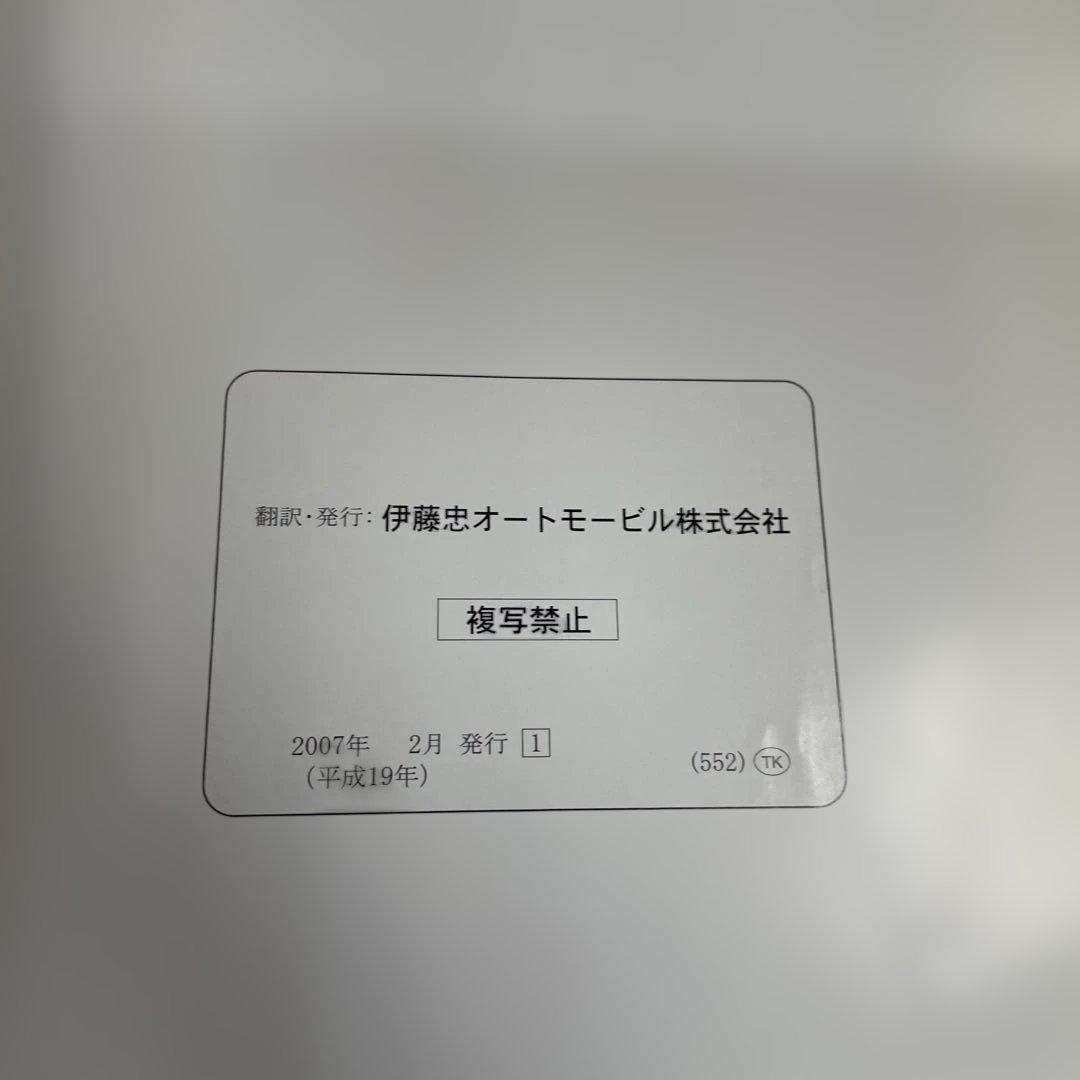 翻訳・発行: 伊藤忠オートモービル株式会社
複写禁止
2007年 2月 発行 1
(平成19年)
(552) TK